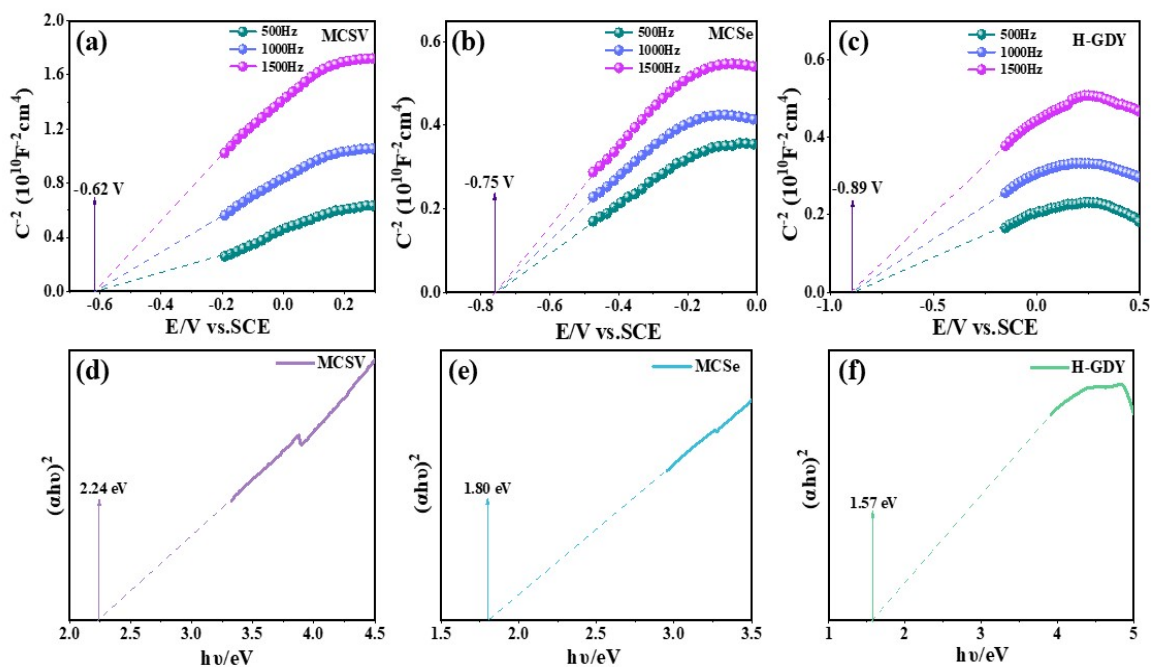 (a)
MCSV
500Hz
1000Hz
1500Hz
C⁻² (10¹⁰F⁻²cm⁴)
2.0
1.6
1.2
0.8
0.4
0.0
-0.62 V
-0.6 -0.4 -0.2 0.0 0.2
E/V vs.SCE
(b)
MCSe
500Hz
1000Hz
1500Hz
C⁻² (10¹⁰F⁻²cm⁴)
0.6
0.4
0.2
0.0
-0.75 V
-0.8 -0.6 -0.4 -0.2 0.0
E/V vs.SCE
(c)
H-GDY
500Hz
1000Hz
1500Hz
C⁻² (10¹⁰F⁻²cm⁴)
0.6
0.4
0.2
0.0
-0.89 V
-1.0 -0.5 0.0 0.5
E/V vs.SCE
(d)
MCSV
(αhυ)²
2.24 eV
2.0 2.5 3.0 3.5 4.0 4.5
hυ/eV
(e)
MCSe
(αhυ)²
1.80 eV
1.5 2.0 2.5 3.0 3.5
hυ/eV
(f)
H-GDY
(αhυ)²
1.57 eV
1 2 3 4 5
hυ/eV